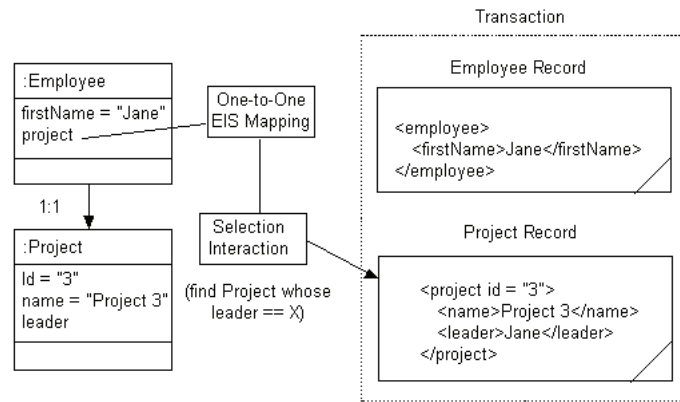 Transaction
:Employee
firstName = "Jane"
project
One-to-One
EIS Mapping
Employee Record
<employee>
<firstName>Jane</firstName>
</employee>
1:1
:Project
Id = "3"
name = "Project 3"
leader
Selection
Interaction
(find Project whose
leader == X)
Project Record
<project id = "3">
<name>Project 3</name>
<leader>Jane</leader>
</project>